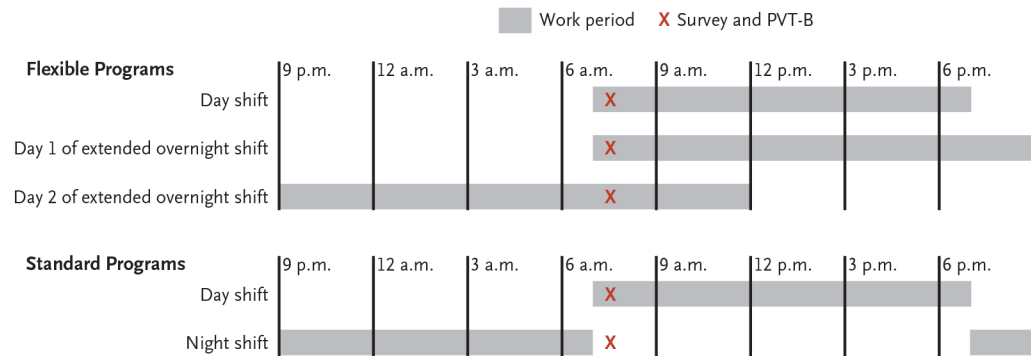 Work period X Survey and PVT-B
Flexible Programs
9 p.m. 12 a.m. 3 a.m. 6 a.m. 9 a.m. 12 p.m. 3 p.m. 6 p.m.
Day shift X
Day 1 of extended overnight shift X
Day 2 of extended overnight shift X
Standard Programs
9 p.m. 12 a.m. 3 a.m. 6 a.m. 9 a.m. 12 p.m. 3 p.m. 6 p.m.
Day shift X
Night shift X